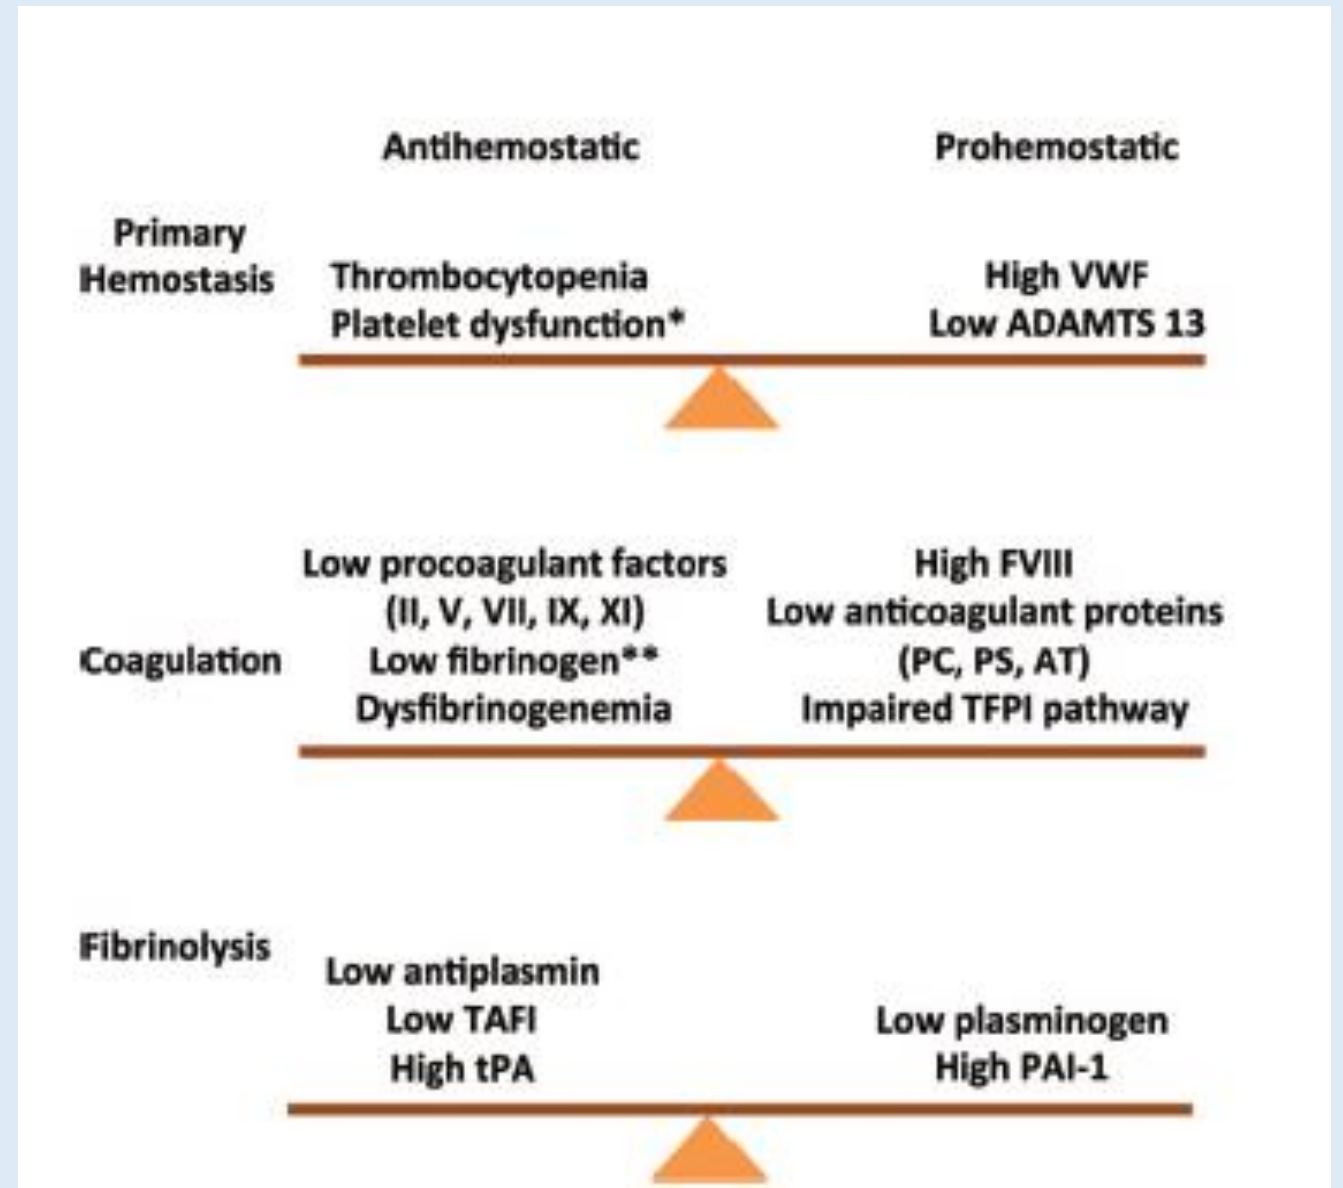 Antihemostatic
Prohemostatic
Primary
Hemostasis
Thrombocytopenia
Platelet dysfunction*
High VWF
Low ADAMTS 13
Coagulation
Low procoagulant factors
(II, V, VII, IX, XI)
Low fibrinogen**
Dysfibrinogenemia
High FVIII
Low anticoagulant proteins
(PC, PS, AT)
Impaired TFPI pathway
Fibrinolysis
Low antiplasmin
Low TAFI
High tPA
Low plasminogen
High PAI-1